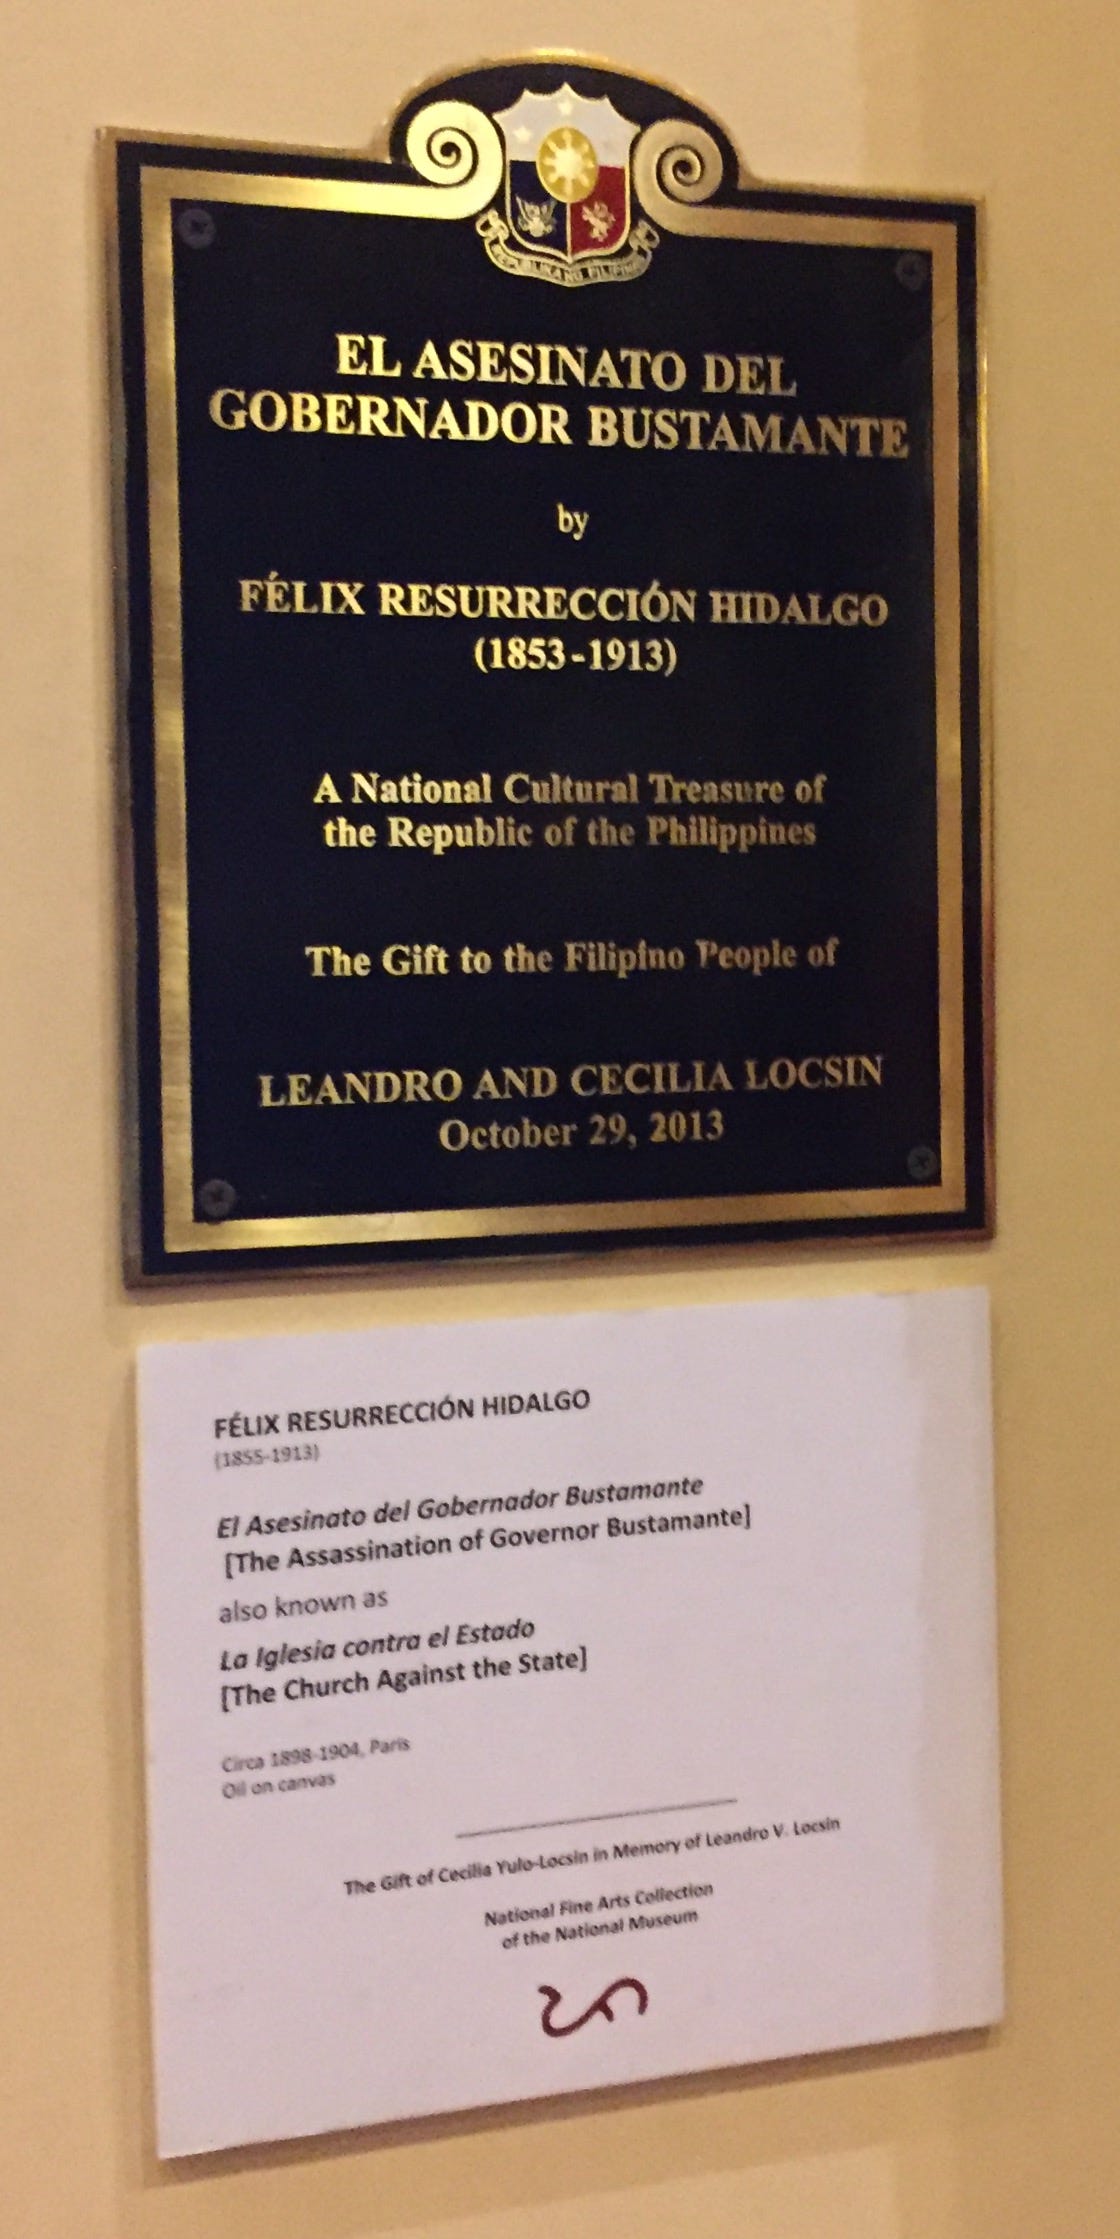 REPUBLIKA NG PILIPINAS
EL ASESINATO DEL
GOBERNADOR BUSTAMANTE
by
FÉLIX RESURRECCIÓN HIDALGO
(1853-1913)
A National Cultural Treasure of
the Republic of the Philippines
The Gift to the Filipino People of
LEANDRO AND CECILIA LOCSIN
October 29, 2013
FÉLIX RESURRECCIÓN HIDALGO
(1855-1913)
El Asesinato del Gobernador Bustamante
[The Assassination of Governor Bustamante]
also known as
La Iglesia contra el Estado
[The Church Against the State]
Circa 1898-1904, Paris
Oil on canvas
The Gift of Cecilia Yulo-Locsin in Memory of Leandro V. Locsin
National Fine Arts Collection
of the National Museum